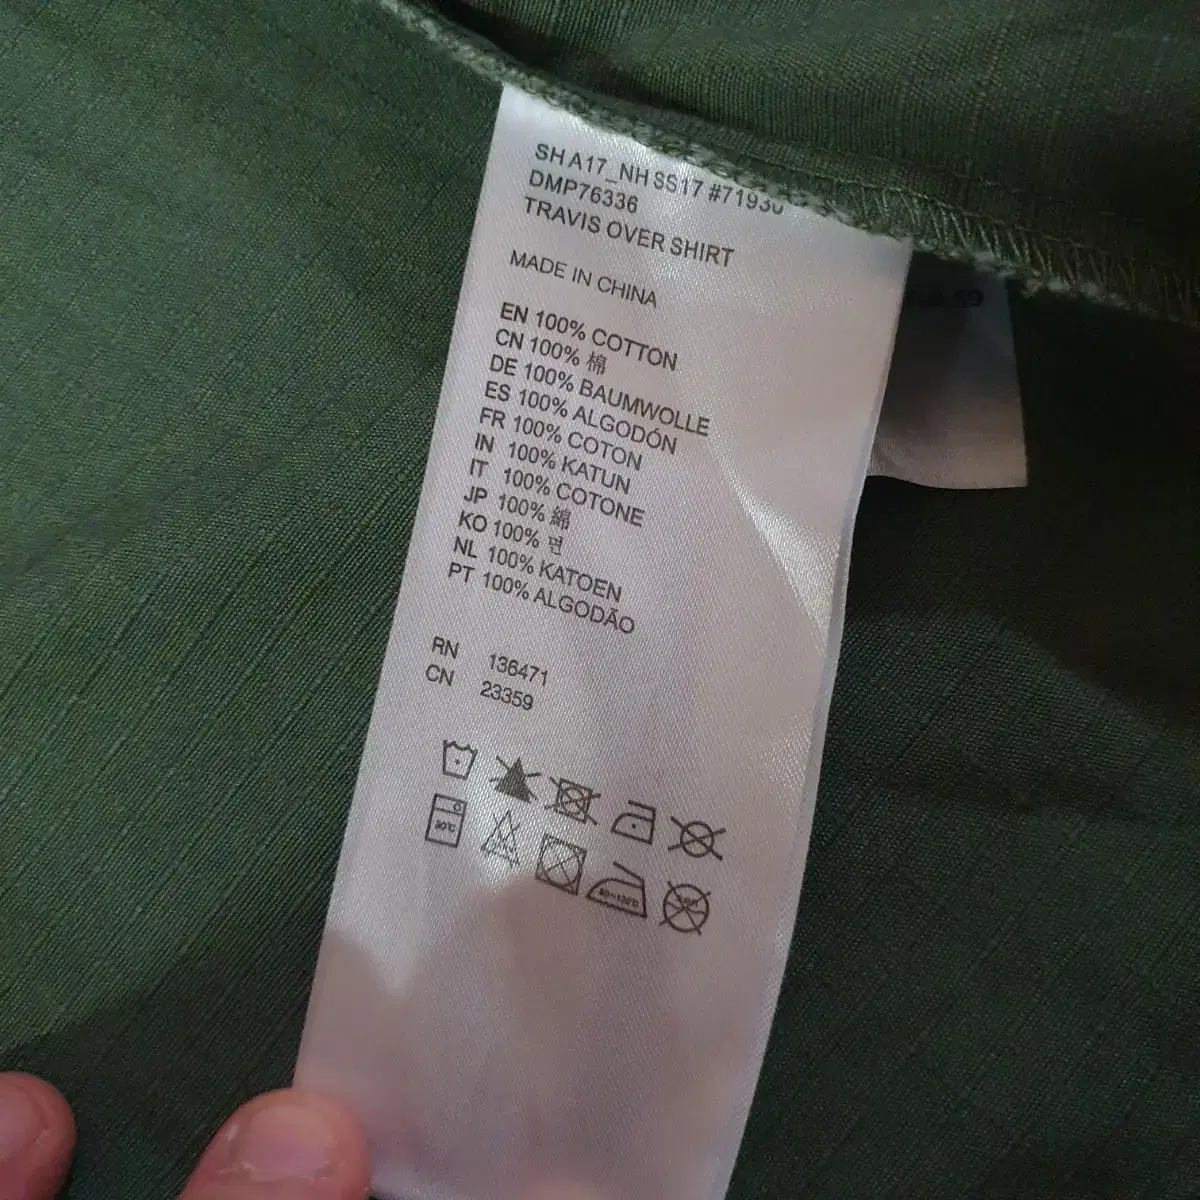 SH A17_NH SS17 #71930
DMP76336
TRAVIS OVER SHIRT
MADE IN CHINA
EN 100% COTTON
CN 100% 棉
DE 100% BAUMWOLLE
ES 100% ALGODÓN
FR 100% COTON
IN 100% KATUN
IT 100% COTONE
JP 100% 綿
KO 100% 면
NL 100% KATOEN
PT 100% ALGODÃO
RN 136471
CN 23359